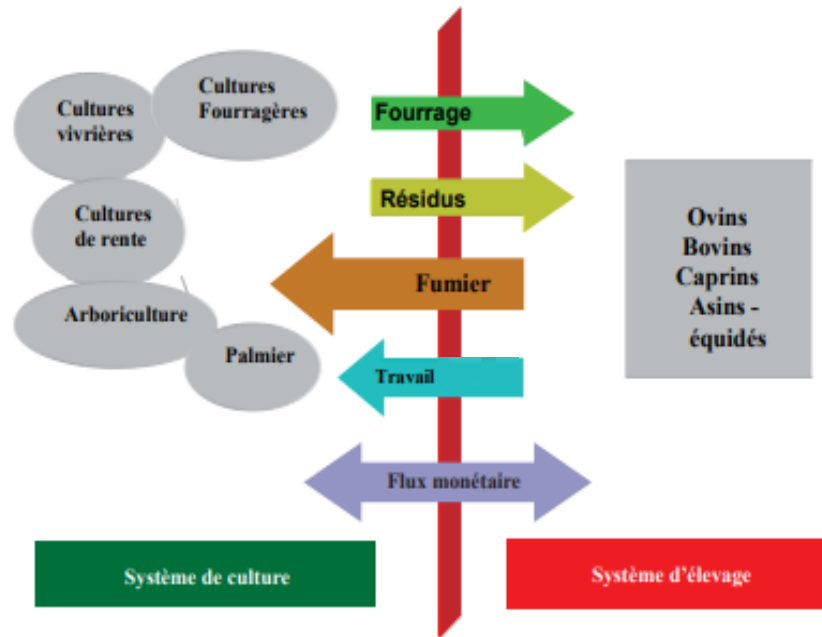 Cultures
Fourragères
Cultures
vivrières
Cultures
de rente
Arboriculture
Palmier
Fourrage
Résidus
Fumier
Travail
Flux monétaire
Ovins
Bovins
Caprins
Asins -
équidés
Système de culture
Système d'élevage